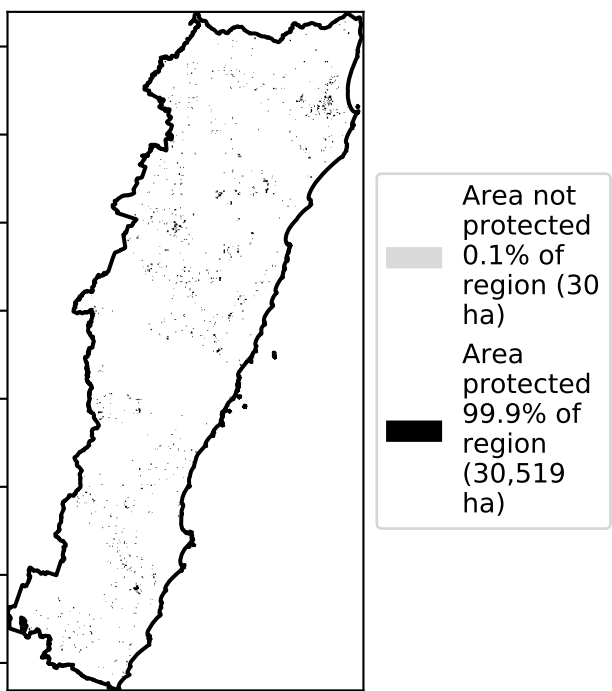 Area not
protected
0.1% of
region (30
ha)
Area
protected
99.9% of
region
(30,519
ha)